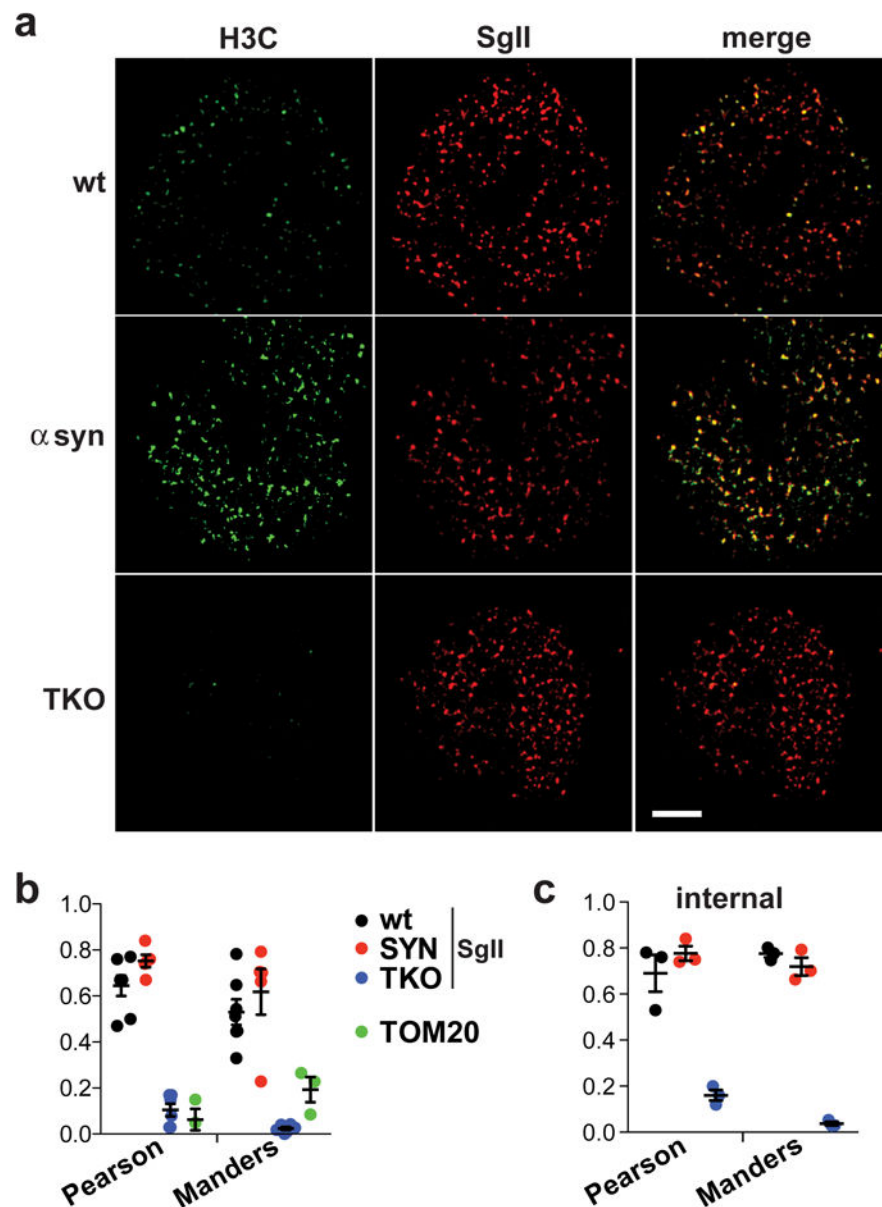 a
H3C SgII merge
wt
α syn
TKO
b
1.0
0.8
0.6
0.4
0.2
0.0
Pearson Manders
wt
SYN
TKO
SgII
TOM20
c
internal
1.0
0.8
0.6
0.4
0.2
0.0
Pearson Manders